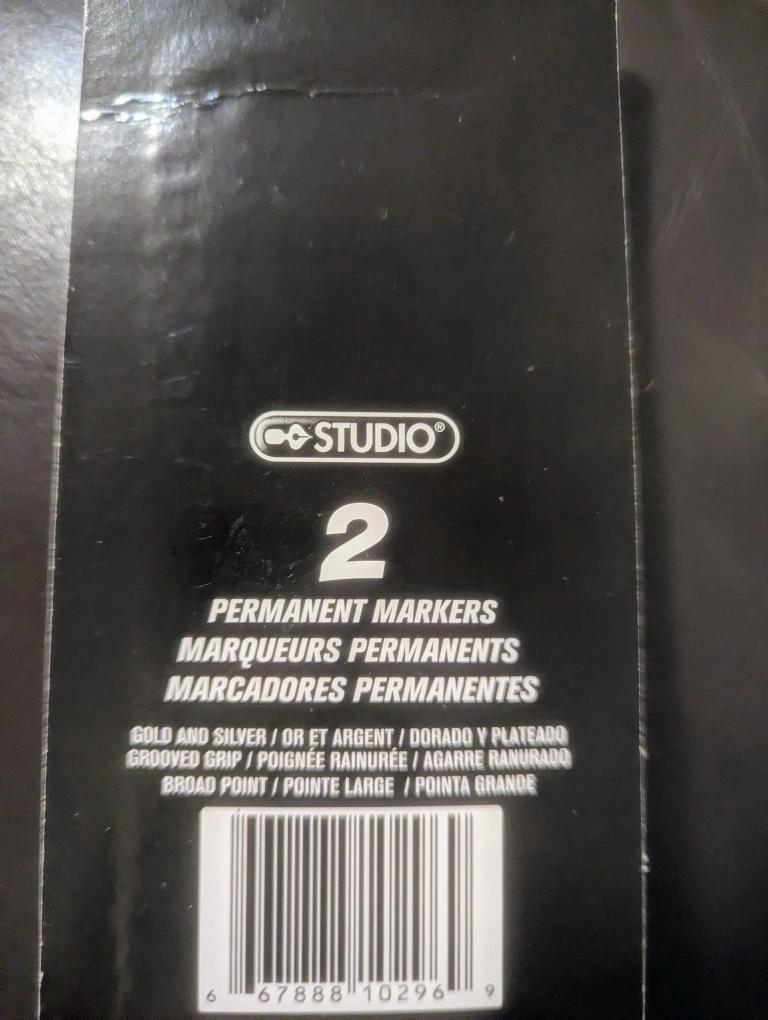 STUDIO®
2
PERMANENT MARKERS
MARQUEURS PERMANENTS
MARCADORES PERMANENTES
GOLD AND SILVER / OR ET ARGENT / DORADO Y PLATEADO
GROOVED GRIP / POIGNÉE RAINURÉE / AGARRE RANURADO
BROAD POINT / POINTE LARGE / POINTA GRANDE
6 67888 10296 9